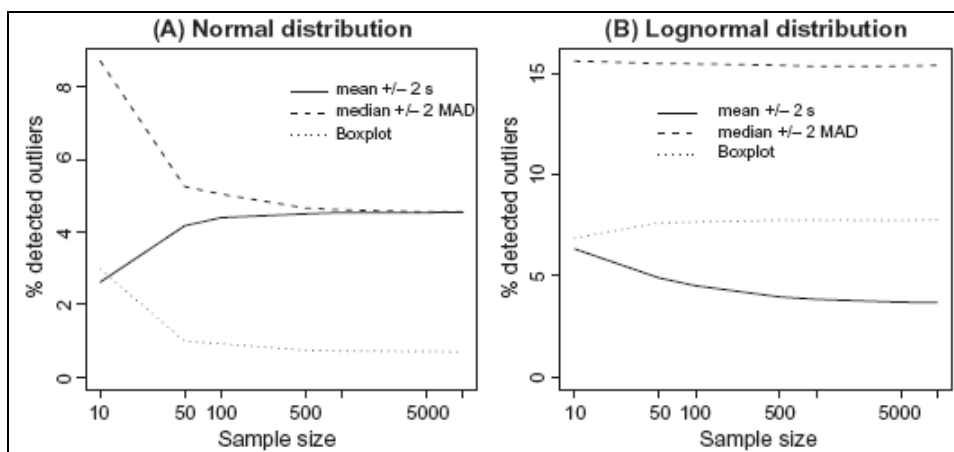 (A) Normal distribution
% detected outliers
8
6
4
2
0
mean +/– 2 s
median +/– 2 MAD
Boxplot
10 50 100 500 5000
Sample size
(B) Lognormal distribution
% detected outliers
15
10
5
0
mean +/– 2 s
median +/– 2 MAD
Boxplot
10 50 100 500 5000
Sample size